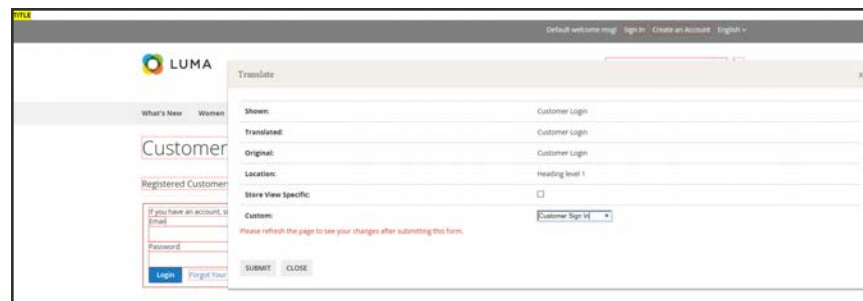 TITLE
Default welcome msg! Sign In Create an Account English
LUMA
Translate
x
What's New Women
Shown: Customer Login
Translated: Customer Login
Customer
Original: Customer Login
Location: Heading level 1
Registered Customer
Store View Specific:
If you have an account, si
Custom: Customer Sign In
Email
Please refresh the page to see your changes after submitting this form.
Password
SUBMIT CLOSE
Login Forgot Your